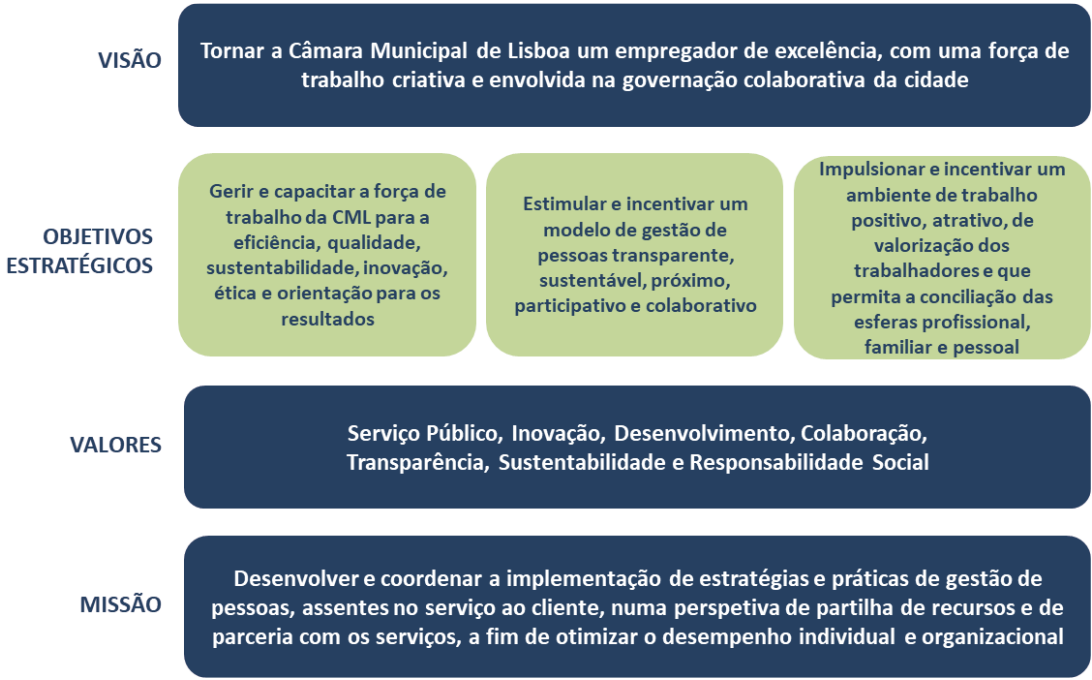 VISÃO
Tornar a Câmara Municipal de Lisboa um empregador de excelência, com uma força de
trabalho criativa e envolvida na governação colaborativa da cidade
OBJETIVOS
ESTRATÉGICOS
Gerir e capacitar a força de
trabalho da CML para a
eficiência, qualidade,
sustentabilidade, inovação,
ética e orientação para os
resultados
Estimular e incentivar um
modelo de gestão de
pessoas transparente,
sustentável, próximo,
participativo e colaborativo
Impulsionar e incentivar um
ambiente de trabalho
positivo, atrativo, de
valorização dos
trabalhadores e que
permita a conciliação das
esferas profissional,
familiar e pessoal
VALORES
Serviço Público, Inovação, Desenvolvimento, Colaboração,
Transparência, Sustentabilidade e Responsabilidade Social
MISSÃO
Desenvolver e coordenar a implementação de estratégias e práticas de gestão de
pessoas, assentes no serviço ao cliente, numa perspetiva de partilha de recursos e de
parceria com os serviços, a fim de otimizar o desempenho individual e organizacional